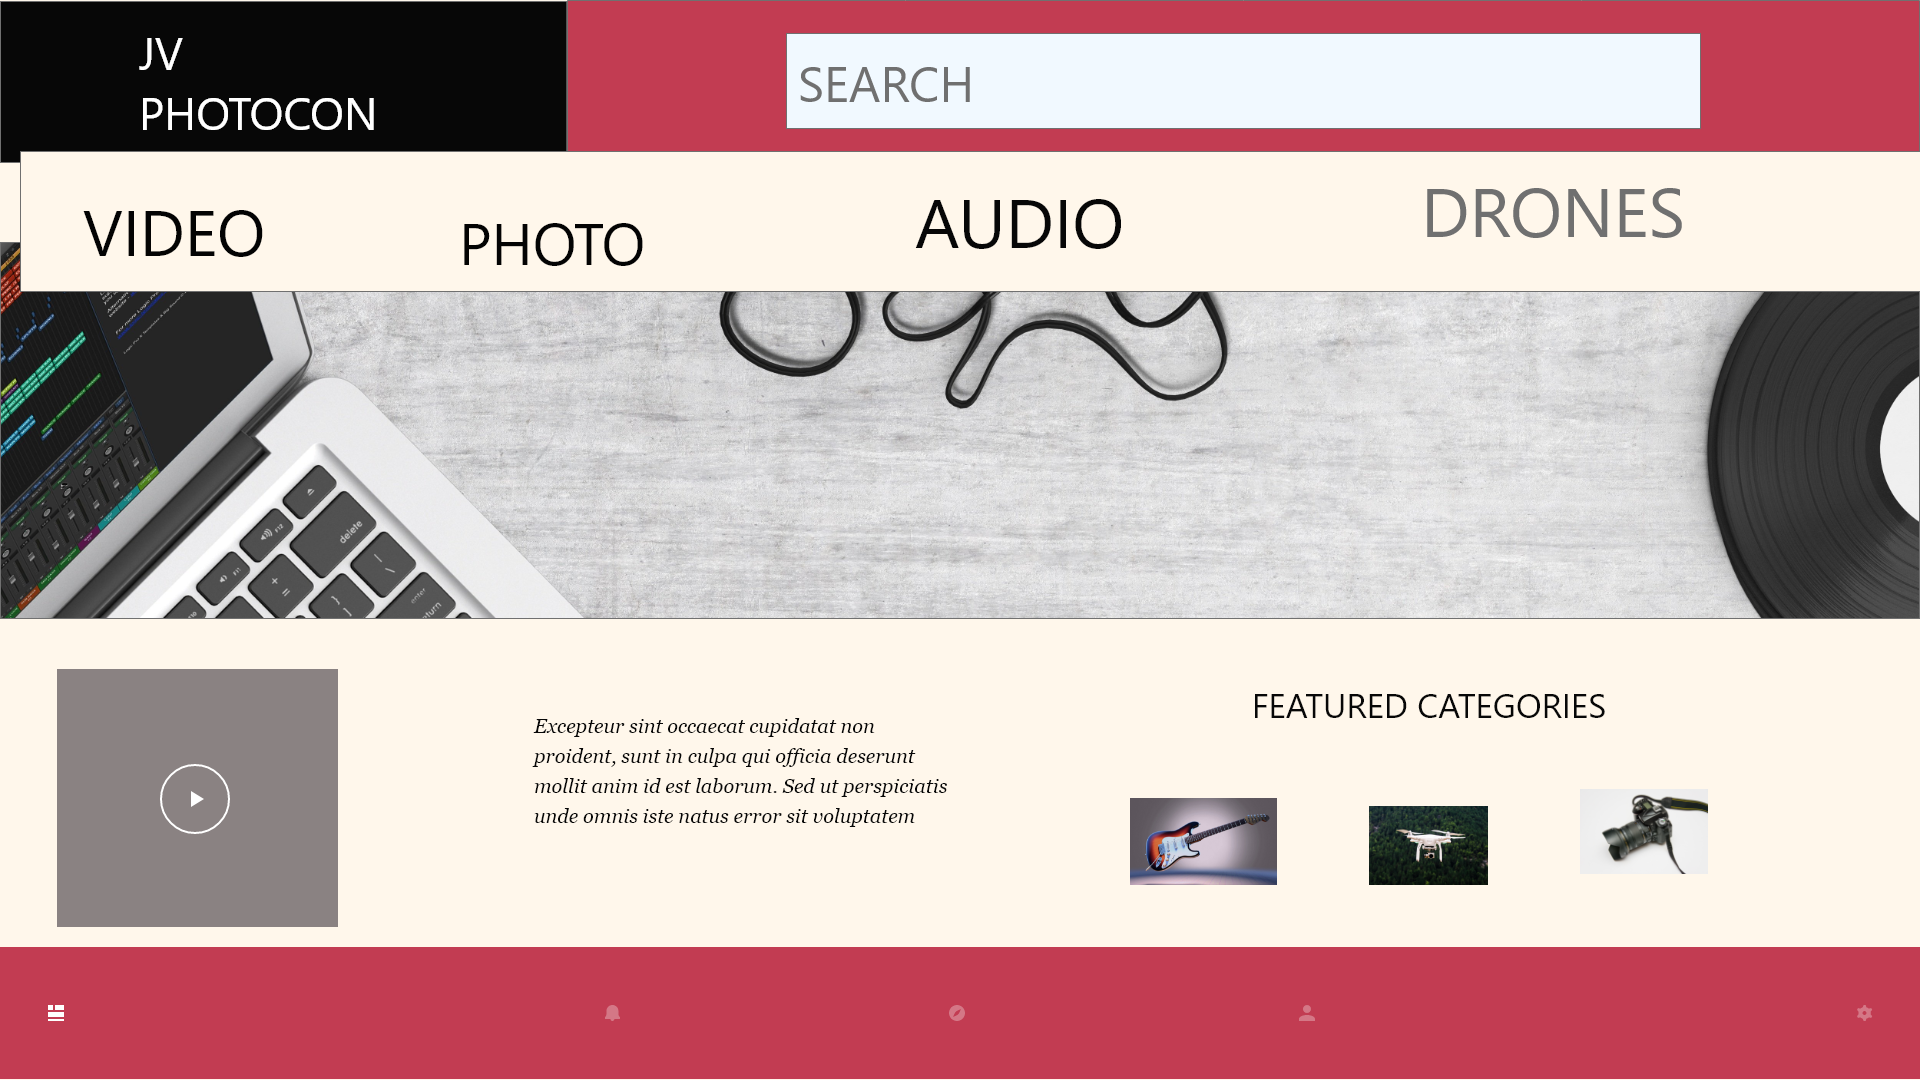 JV
PHOTOCON
SEARCH
VIDEO
PHOTO
AUDIO
DRONES
delete
Excepteur sint occaecat cupidatat non
proident, sunt in culpa qui officia deserunt
mollit anim id est laborum. Sed ut perspiciatis
unde omnis iste natus error sit voluptatem
FEATURED CATEGORIES